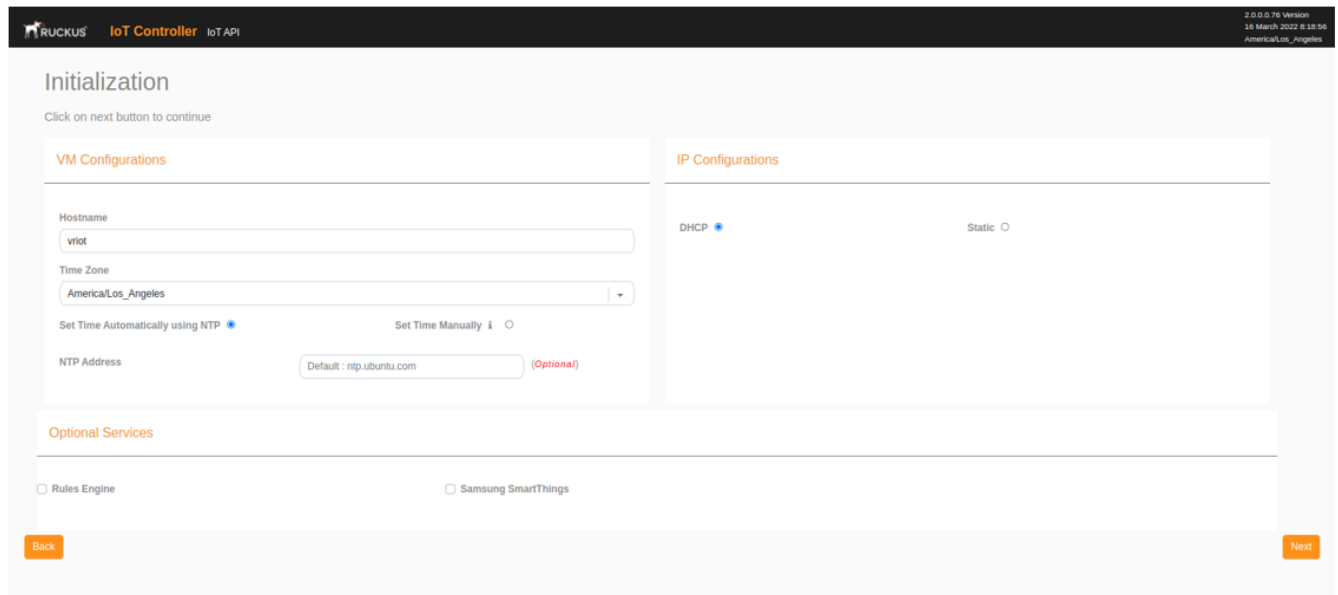 RUCKUS IoT Controller IoT API
2.0.0.0.76 Version
16 March 2022 8:18:56
America/Los_Angeles
Initialization
Click on next button to continue
VM Configurations
IP Configurations
Hostname
vriot
DHCP Static
Time Zone
America/Los_Angeles
Set Time Automatically using NTP Set Time Manually i
NTP Address Default : ntp.ubuntu.com (Optional)
Optional Services
Rules Engine Samsung SmartThings
Back Next